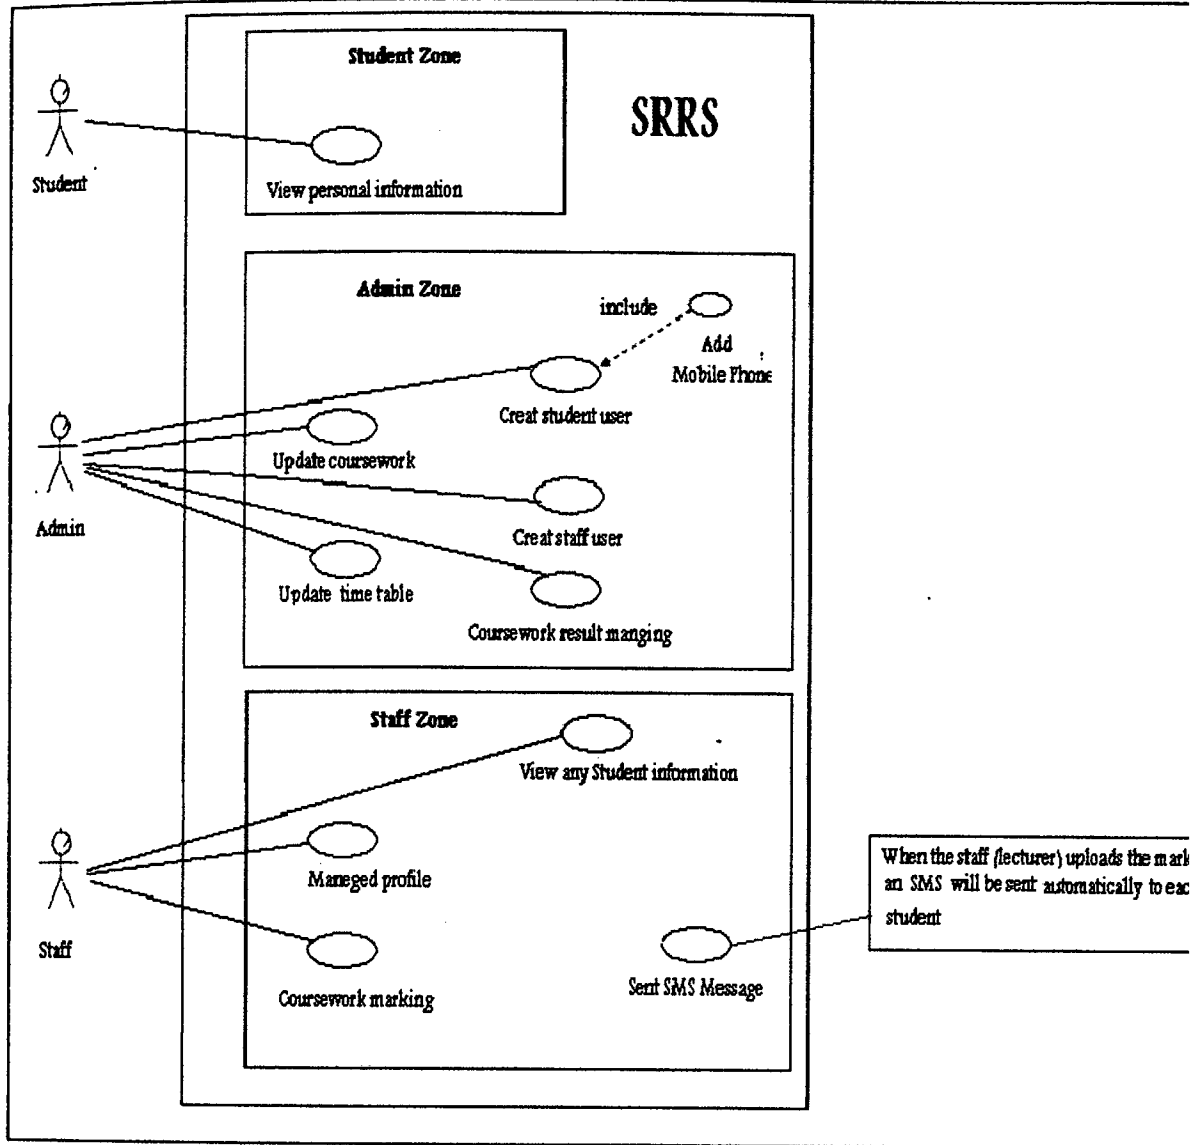 Student Zone
SRRS
Student
View personal information
Admin Zone
include
Add
Mobile Phone
Creat student user
Update coursework
Admin
Creat staff user
Update time table
Coursework result manging
Staff Zone
View any Student information
Maneged profile
When the staff (lecturer) uploads the mark
an SMS will be sent automatically to eac
student
Staff
Sent SMS Message
Coursework marking